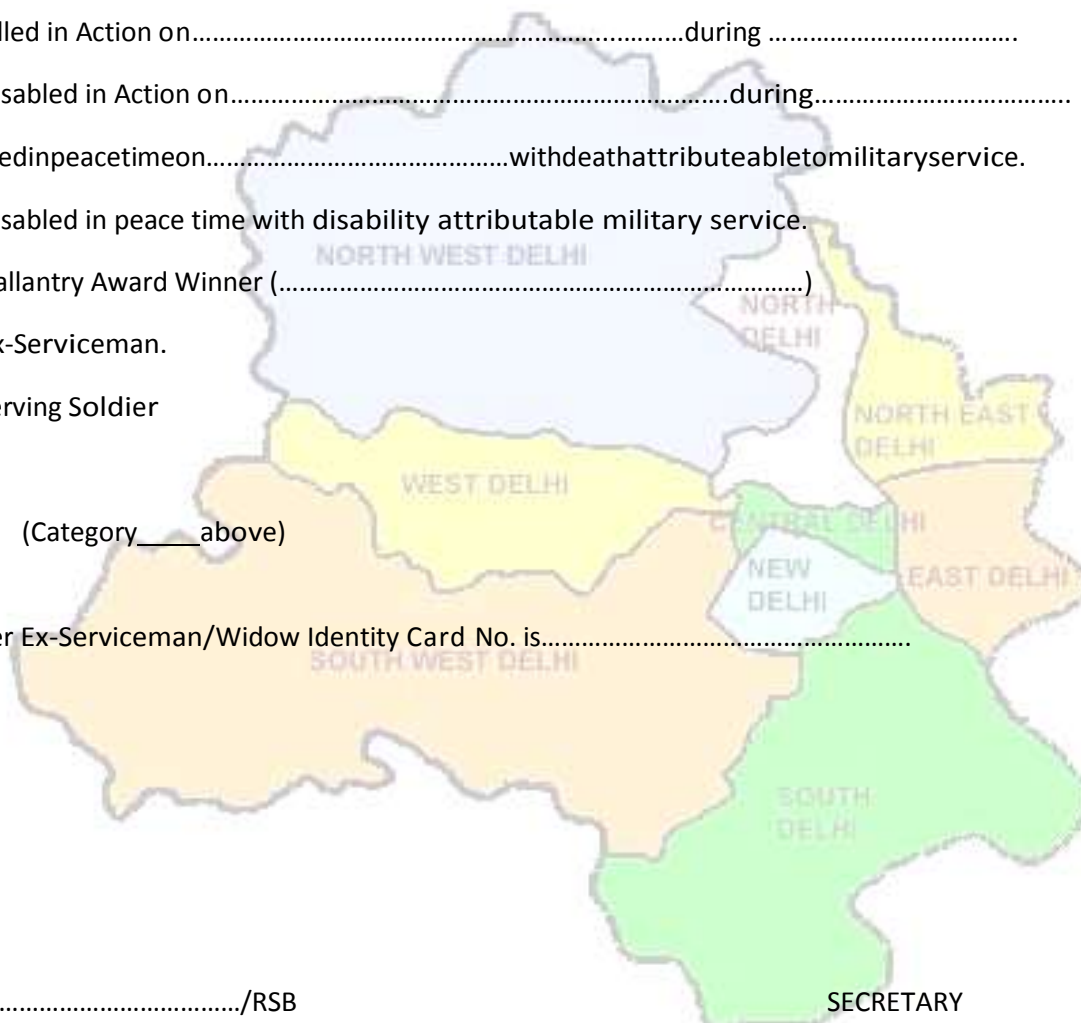 lled in Action on.....................................................................................during .......................................
sabled in Action on.....................................................................................during........................................
edinpeacetimeon..................................................withdeathattributeabletomilitaryservice.
sabled in peace time with disability attributable military service.
NORTH WEST DELHI
allantry Award Winner (.....................................................................................)
NORTH
DELHI
x-Serviceman.
erving Soldier
NORTH EAST
DELHI
WEST DELHI
(Category_____above)
CENTRAL DELHI
NEW
DELHI
EAST DELHI
er Ex-Serviceman/Widow Identity Card No. is............................................................
SOUTH WEST DELHI
SOUTH
DELHI
........................................./RSB SECRETARY